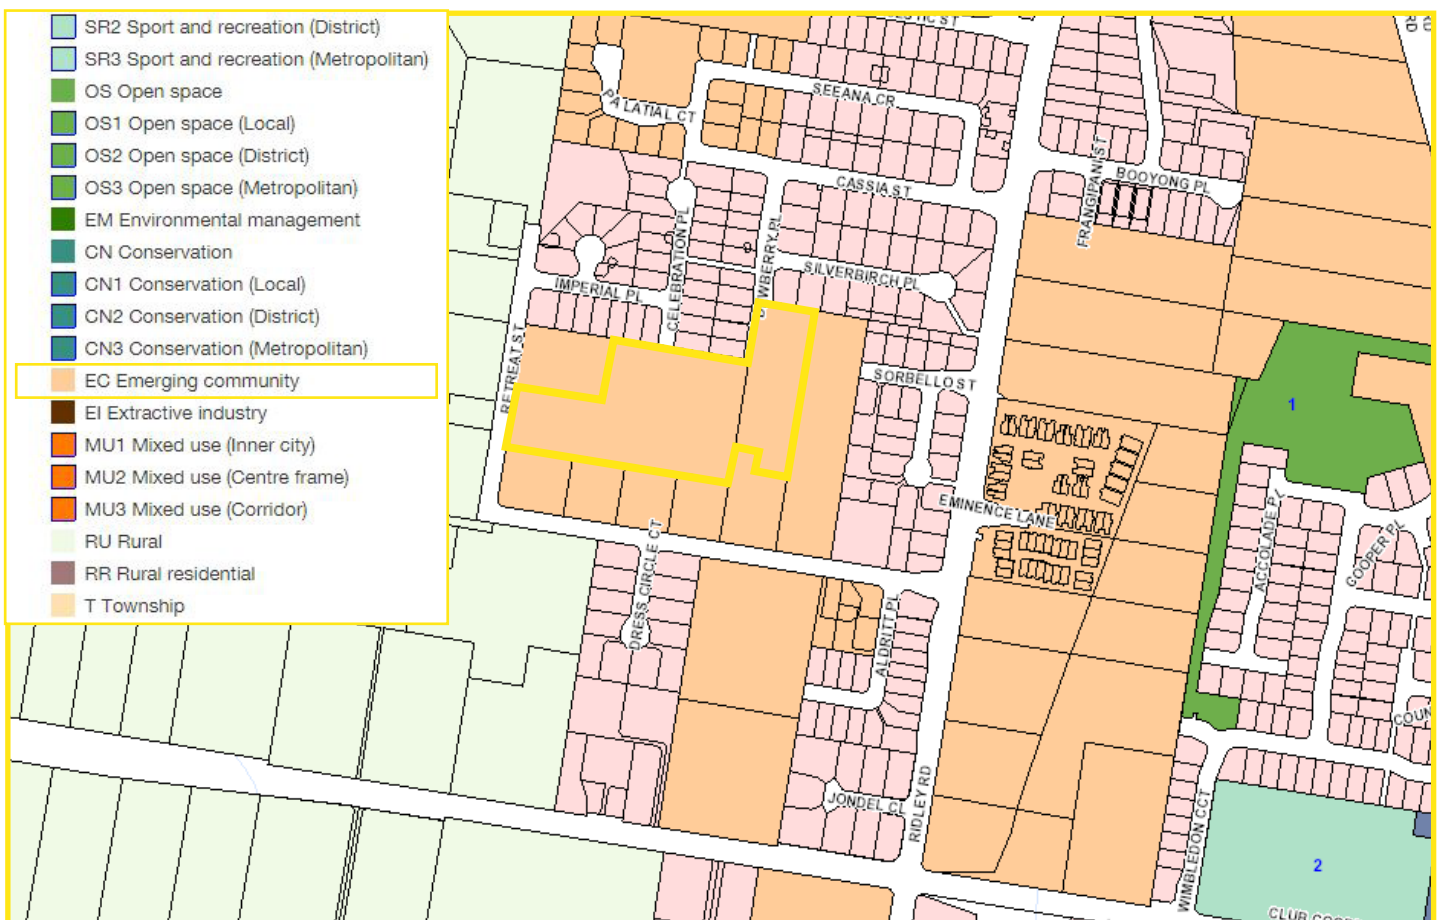 SR2 Sport and recreation (District)
SR3 Sport and recreation (Metropolitan)
OS Open space
OS1 Open space (Local)
OS2 Open space (District)
OS3 Open space (Metropolitan)
EM Environmental management
CN Conservation
CN1 Conservation (Local)
CN2 Conservation (District)
CN3 Conservation (Metropolitan)
EC Emerging community
EI Extractive industry
MU1 Mixed use (Inner city)
MU2 Mixed use (Centre frame)
MU3 Mixed use (Corridor)
RU Rural
RR Rural residential
T Township
RD
PALATIAL CT
SEEANA CR
CASSIA ST
FRANGIPANI ST
BOOYONG PL
CELEBRATION PL
WBERRY PL
SILVERBIRCH PL
IMPERIAL PL
RETREAT ST
SORBELLO ST
1
EMINENCE LANE
ACCOLADE PL
COOPER PL
DRESS CIRCLE CT
ALDRITT PL
COUN
JONDEL CL
RIDLEY RD
WIMBLEDON CCT
2